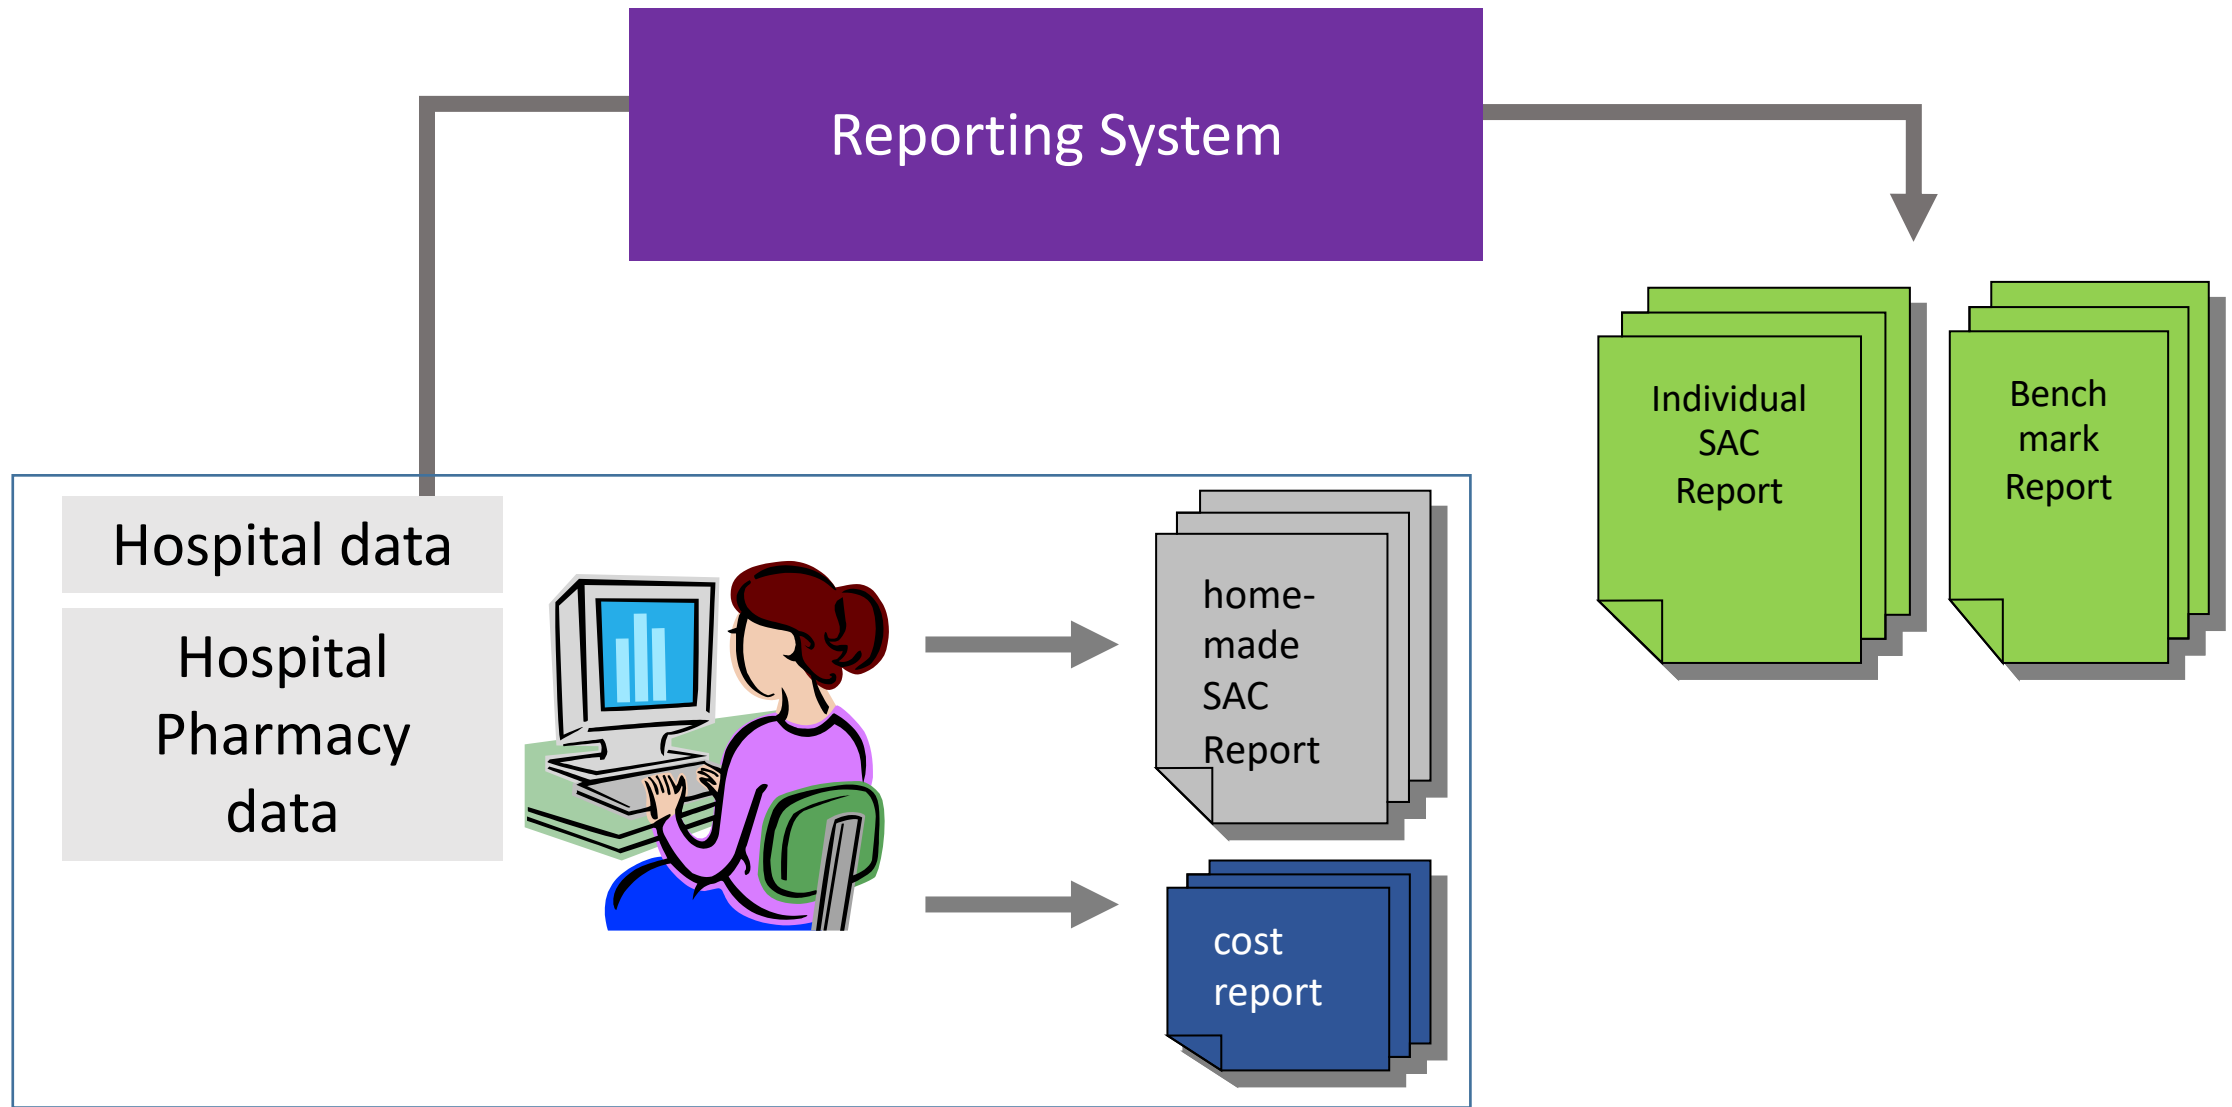 Reporting System
Individual
SAC
Report
Bench
mark
Report
Hospital data
Hospital
Pharmacy
data
home-
made
SAC
Report
cost
report